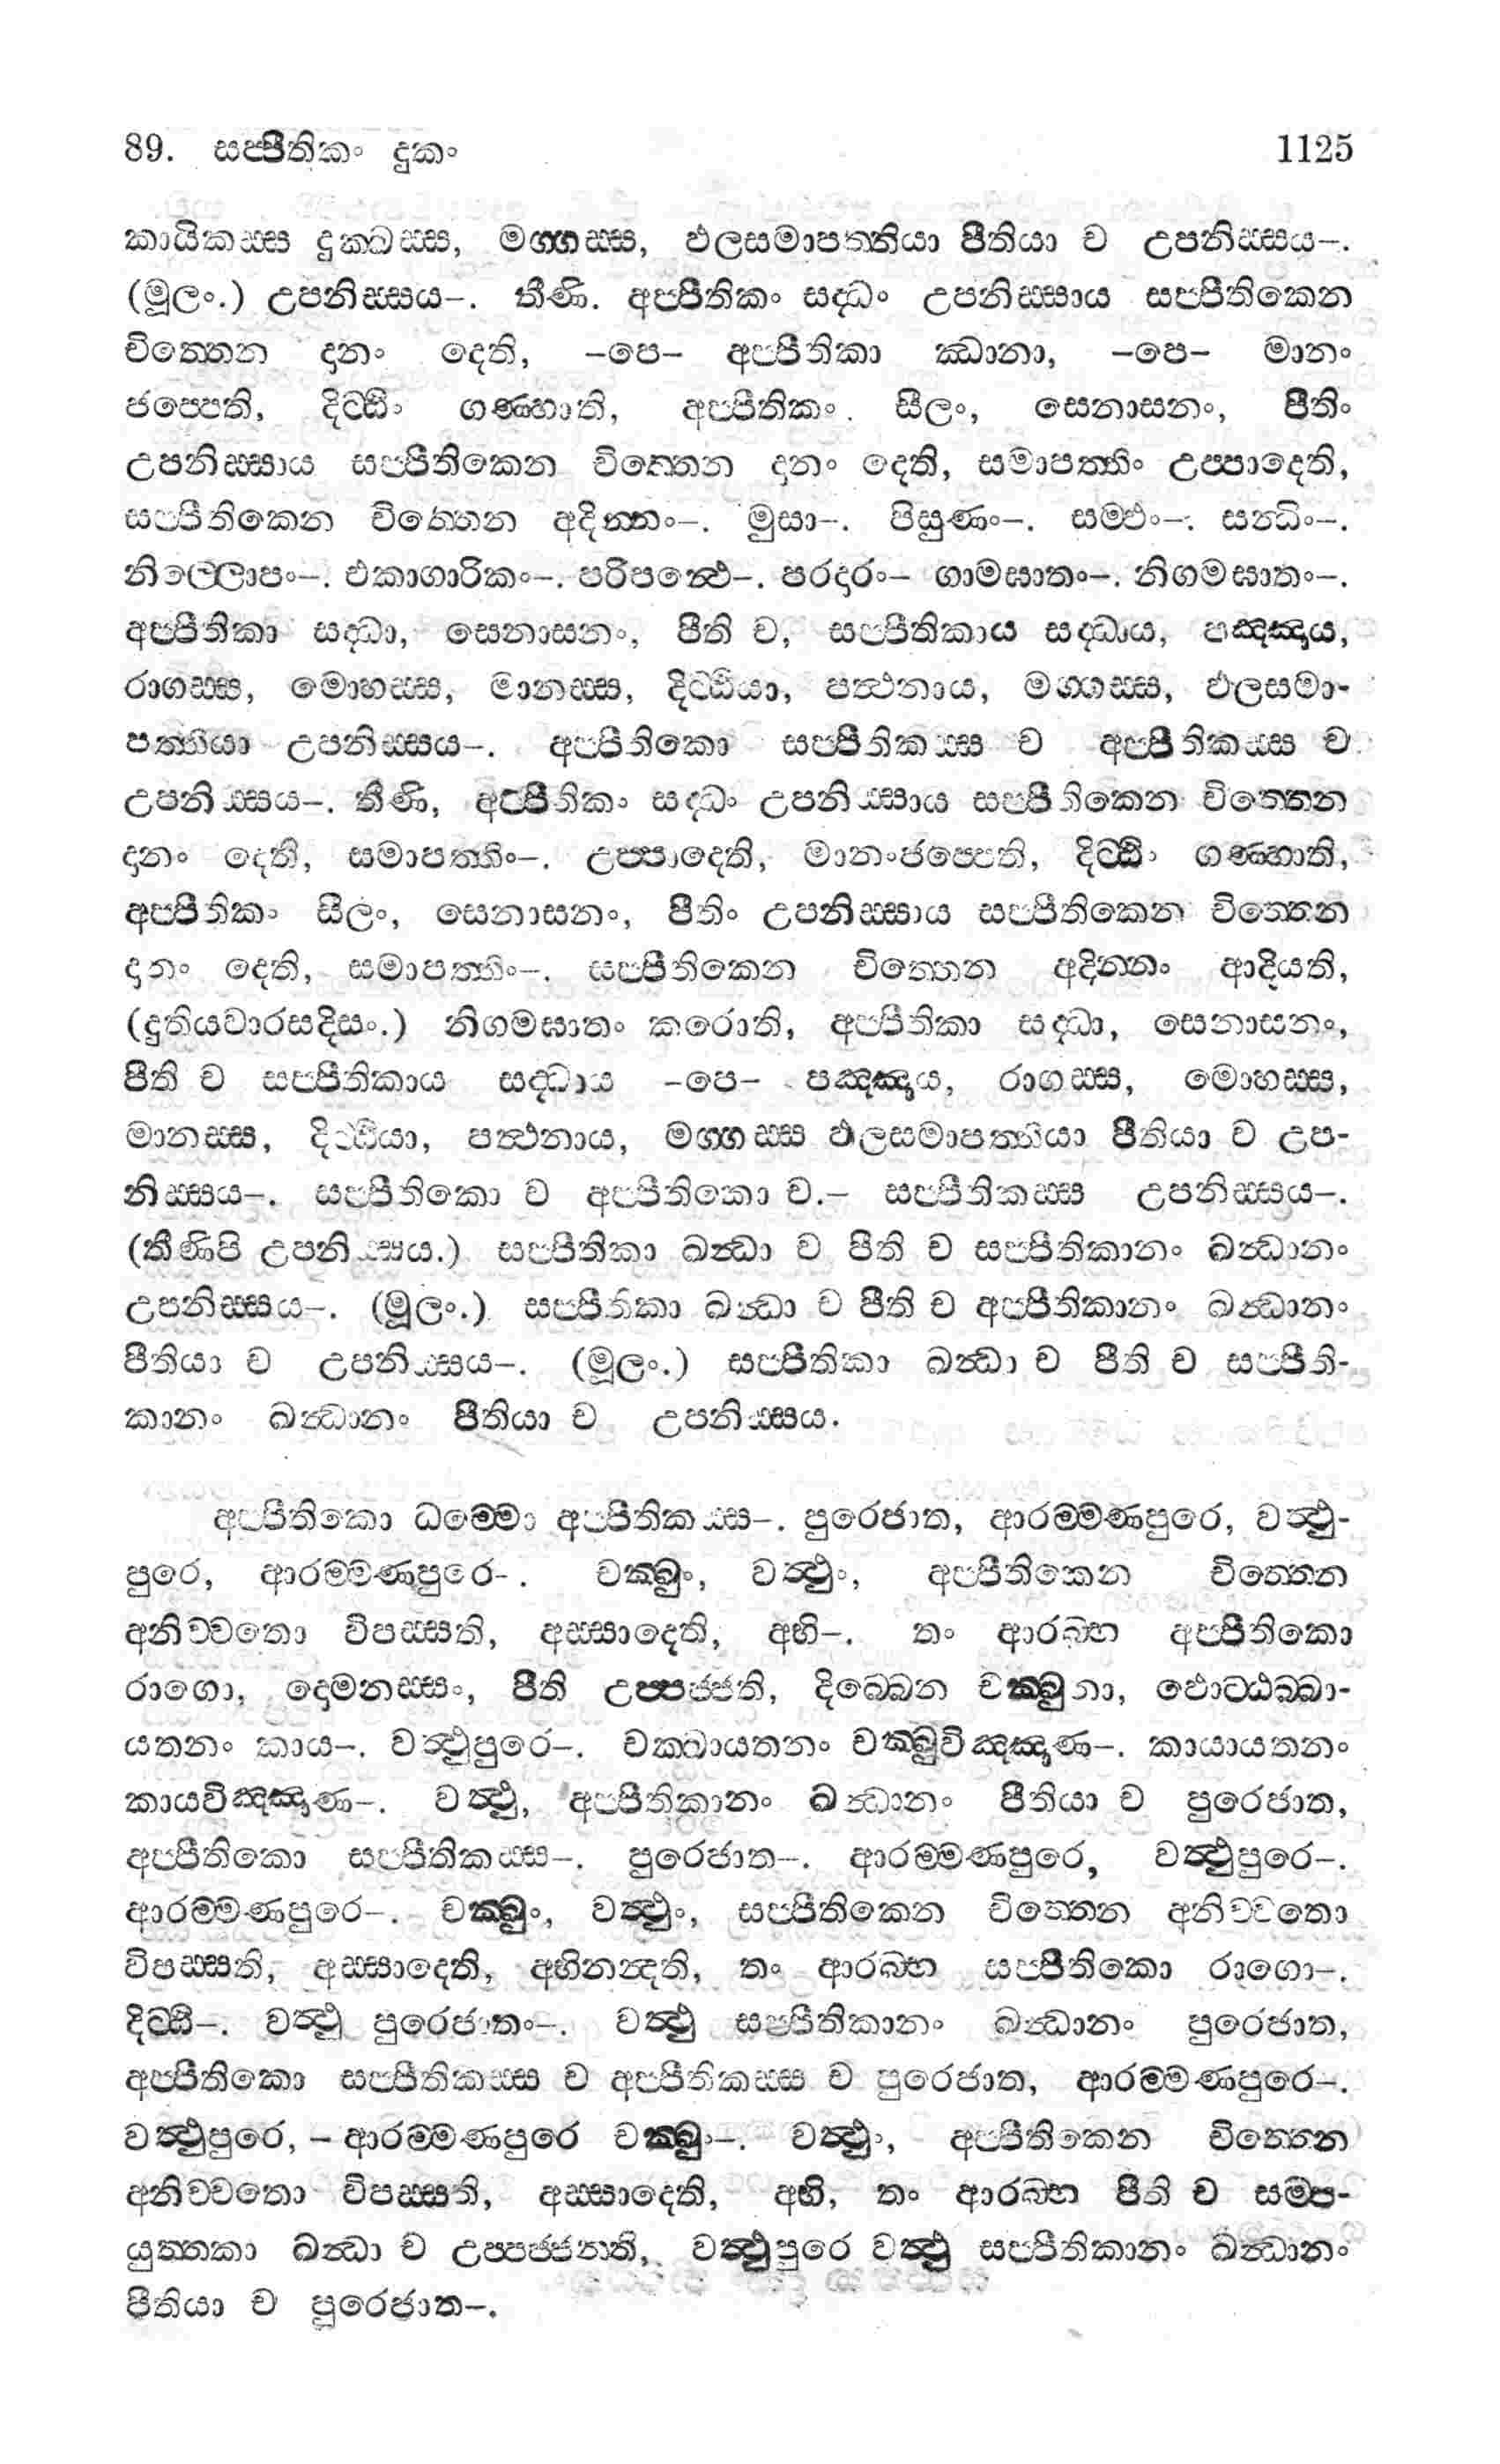 89. සප්පීතිකං දුකං 1125
කායිකස්ස දුක්ඛස්ස, මග්ගස්ස, ඵලසමාපත්තියා පීතියා ච උපනිස්සය–.
(මූලං.) උපනිස්සය–. තීණි. අප්පීතිකං සද්ධං උපනිස්සාය සප්පීතිකෙන
චිත්තෙන දානං දෙති, –පෙ– අප්පීතිකා ඣානා, –පෙ– මානං
ජප්පෙති, දිට්ඨිං ගණ්හාති, අප්පීතිකං. සීලං, සෙනාසනං, පීතිං
උපනිස්සාය සප්පීතිකෙන චිත්තෙන දානං දෙති, සමාපත්තිං උප්පාදෙති,
සප්පීතිකෙන චිත්තෙන අදින්නං–. මුසා–. පිසුණං–. සම්ඵං–. සන්ධිං–.
නිල්ලොපං–. එකාගාරිකං–. පරිපන්ථෙ–. පරදාරං– ගාමඝාතං–. නිගමඝාතං–.
අප්පීතිකා සද්ධා, සෙනාසනං, පීති ච, සප්පීතිකාය සද්ධාය, පඤ්ඤාය,
රාගස්ස, මොහස්ස, මානස්ස, දිට්ඨියා, පත්ථනාය, මග්ගස්ස, ඵලසමා-
පත්තියා උපනිස්සය–. අප්පීතිකො සප්පීතිකස්ස ච අප්පීතිකස්ස ච
උපනිස්සය–. තීණි, අප්පීතිකං සද්ධං උපනිස්සාය සප්පීතිකෙන චිත්තෙන
දානං දෙති, සමාපත්තිං–. උප්පාදෙති, මානංජප්පෙති, දිට්ඨිං ගණ්හාති,
අප්පීතිකං සීලං, සෙනාසනං, පීතිං උපනිස්සාය සප්පීතිකෙන චිත්තෙන
දානං දෙති, සමාපත්තිං–. සප්පීතිකෙන චිත්තෙන අදින්නං ආදියති,
(දුතියවාරසදිසං.) නිගමඝාතං කරොති, අප්පීතිකා සද්ධා, සෙනාසනං,
පීති ච සප්පීතිකාය සද්ධාය –පෙ– පඤ්ඤාය, රාගස්ස, මොහස්ස,
මානස්ස, දිට්ඨියා, පත්ථනාය, මග්ගස්ස ඵලසමාපත්තියා පීතියා ච උප-
නිස්සය–. සප්පීතිකො ච අප්පීතිකො ච.– සප්පීතිකස්ස උපනිස්සය–.
(තීණිපි උපනිස්සය.) සප්පීතිකා ඛන්ධා ච පීති ච සප්පීතිකානං ඛන්ධානං
උපනිස්සය–. (මූලං.) සප්පීතිකා ඛන්ධා ච පීති ච අප්පීතිකානං ඛන්ධානං
පීතියා ච උපනිස්සය–. (මූලං.) සප්පීතිකා ඛන්ධා ච පීති ච සප්පීති-
කානං ඛන්ධානං පීතියා ච උපනිස්සය.
අප්පීතිකො ධම්මො අප්පීතිකස්ස–. පුරෙජාත, ආරම්මණපුරෙ, වත්ථු-
පුරෙ, ආරම්මණපුරෙ-. චක්ඛුං, වත්ථුං, අප්පීතිකෙන චිත්තෙන
අනිච්චතො විපස්සති, අස්සාදෙති, අභි–. තං ආරබ්භ අප්පීතිකො
රාගො, දොමනස්සං, පීති උප්පජ්ජති, දිබ්බෙන චක්ඛුනා, ඵොට්ඨබ්බා-
යතනං කාය–. වත්ථුපුරෙ–. චක්ඛායතනං චක්ඛුවිඤ්ඤාණ–. කායායතනං
කායවිඤ්ඤාණ–. වත්ථු, අප්පීතිකානං ඛන්ධානං පීතියා ච පුරෙජාත,
අප්පීතිකො සප්පීතිකස්ස–. පුරෙජාත–. ආරම්මණපුරෙ, වත්ථුපුරෙ–.
ආරම්මණපුරෙ–. චක්ඛුං, වත්ථුං, සප්පීතිකෙන චිත්තෙන අනිච්චතො
විපස්සති, අස්සාදෙති, අභිනන්දති, තං ආරබ්භ සප්පීතිකො රාගො–.
දිට්ඨි–. වත්ථු පුරෙජාතං–. වත්ථු සප්පීතිකානං ඛන්ධානං පුරෙජාත,
අප්පීතිකො සප්පීතිකස්ස ච අප්පීතිකස්ස ච පුරෙජාත, ආරම්මණපුරෙ–.
වත්ථුපුරෙ, – ආරම්මණපුරෙ චක්ඛුං–. වත්ථුං, අප්පීතිකෙන චිත්තෙන
අනිච්චතො විපස්සති, අස්සාදෙති, අභි, තං ආරබ්භ පීති ච සම්ප-
යුත්තකා ඛන්ධා ච උප්පජ්ජන්ති, වත්ථුපුරෙ වත්ථු සප්පීතිකානං ඛන්ධානං
පීතියා ච පුරෙජාත–.